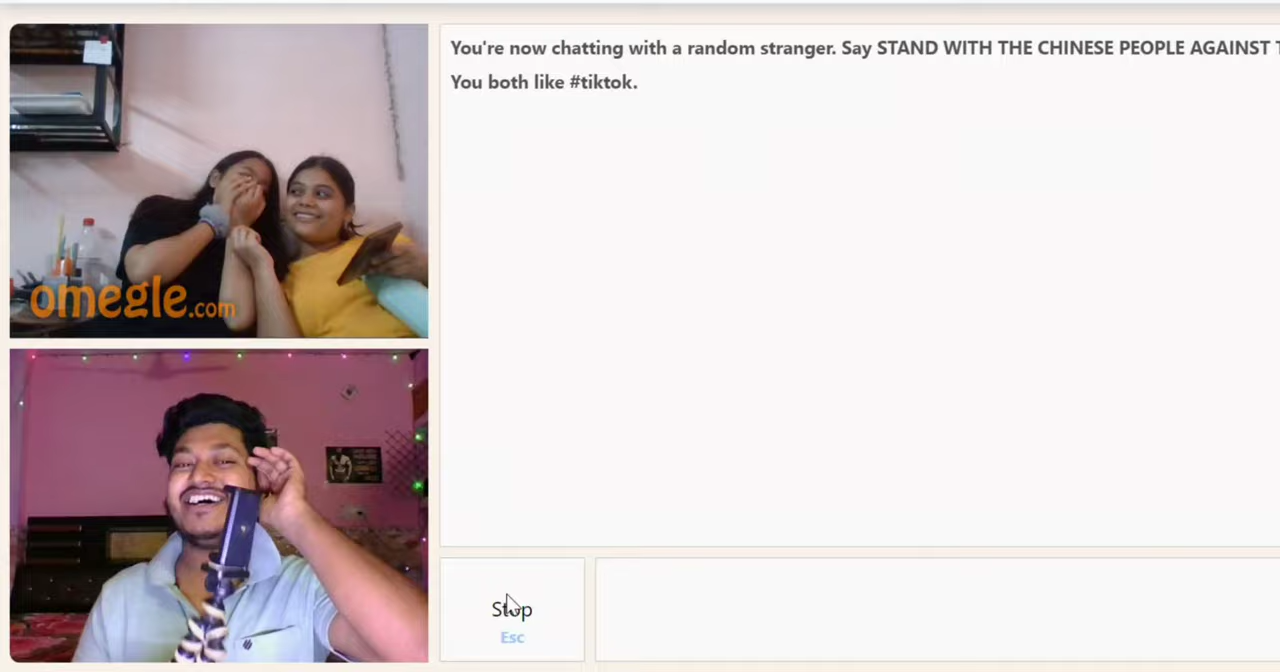 You're now chatting with a random stranger. Say STAND WITH THE CHINESE PEOPLE AGAINST
You both like #tiktok.
omegle.com
Stop
Esc